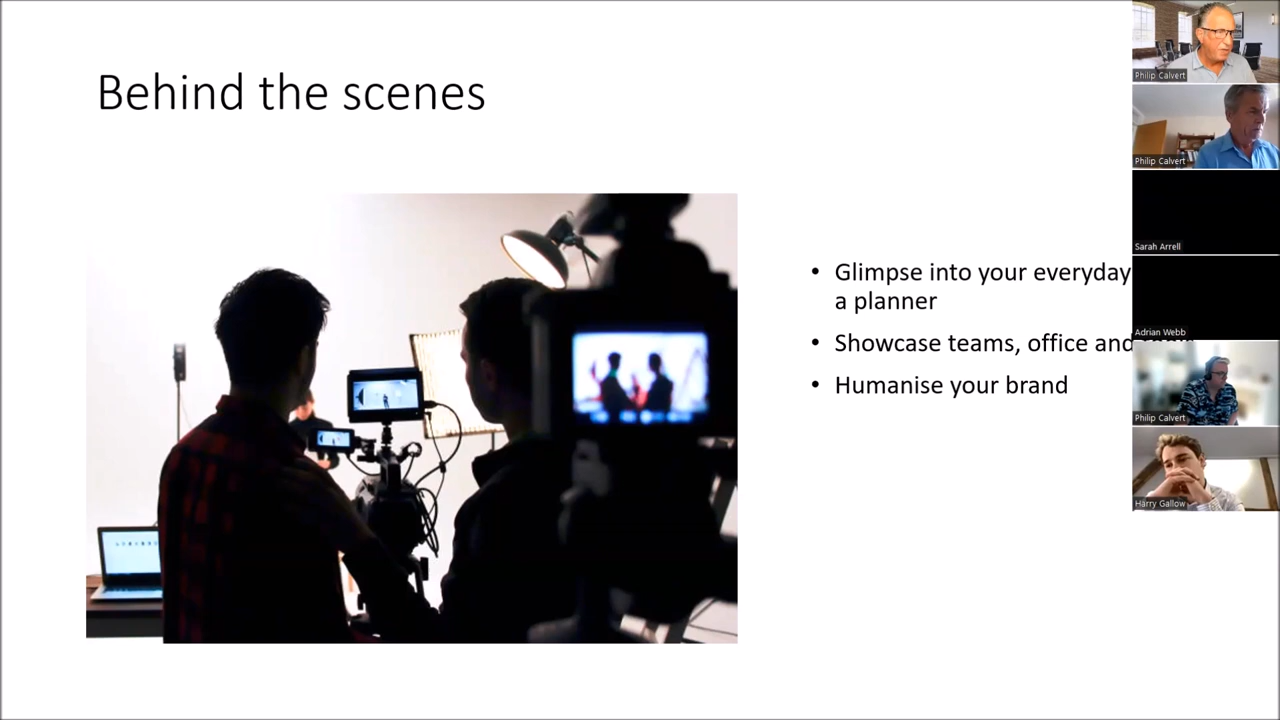 Behind the scenes
• Glimpse into your everyday
a planner
• Showcase teams, office and
• Humanise your brand
Philip Calvert
Philip Calvert
Sarah Arrell
Adrian Webb
Philip Calvert
Harry Gallow